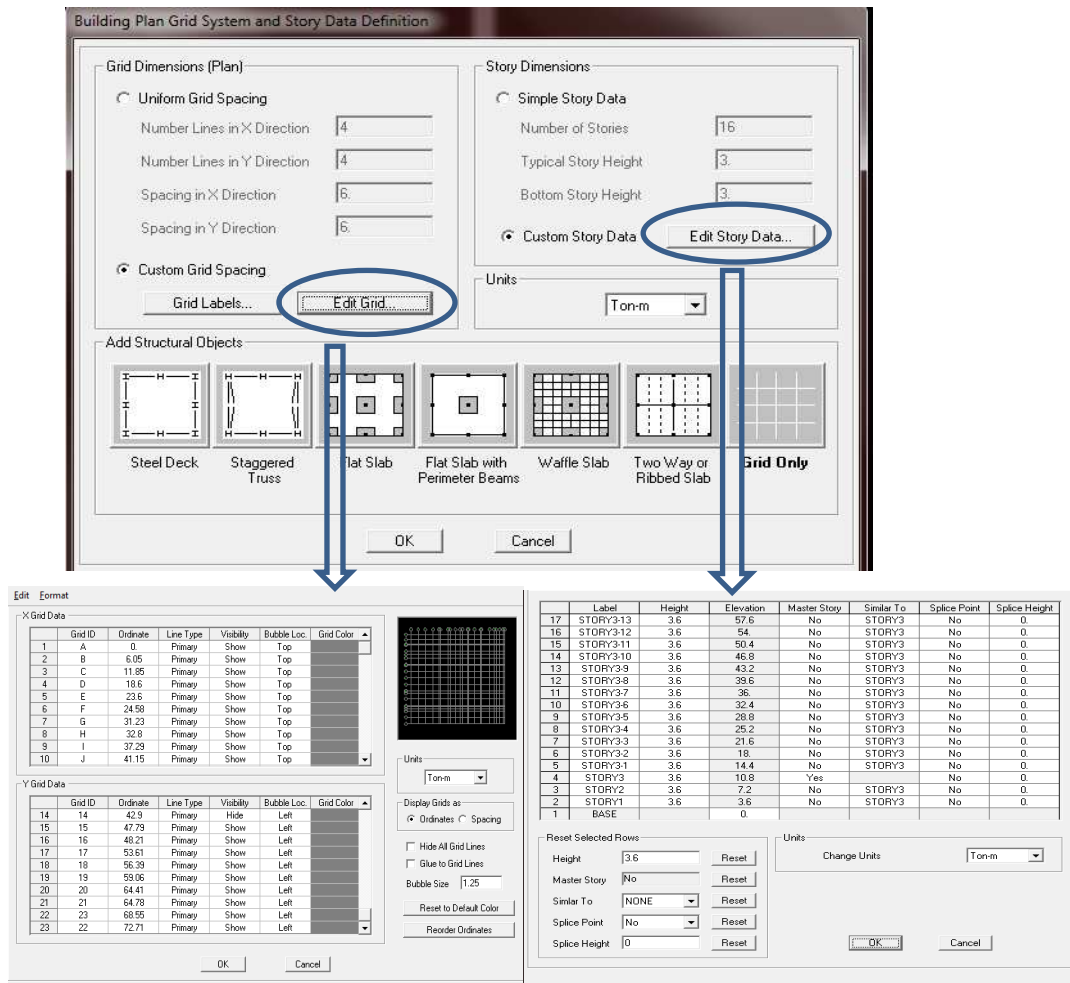 Building Plan Grid System and Story Data Definition
Grid Dimensions (Plan)
Uniform Grid Spacing
Number Lines in X Direction 4
Number Lines in Y Direction 4
Spacing in X Direction 6.
Spacing in Y Direction 6.
Custom Grid Spacing
Grid Labels... Edit Grid...
Story Dimensions
Simple Story Data
Number of Stories 16
Typical Story Height 3.
Bottom Story Height 3.
Custom Story Data Edit Story Data...
Units
Ton-m
Add Structural Objects
Steel Deck
Staggered Truss
Flat Slab
Flat Slab with Perimeter Beams
Waffle Slab
Two Way or Ribbed Slab
Grid Only
OK Cancel
Edit Format
X Grid Data
Grid ID Ordinate Line Type Visibility Bubble Loc. Grid Color
1 A 0. Primary Show Top
2 B 6.05 Primary Show Top
3 C 11.85 Primary Show Top
4 D 18.6 Primary Show Top
5 E 23.6 Primary Show Top
6 F 24.58 Primary Show Top
7 G 31.23 Primary Show Top
8 H 32.8 Primary Show Top
9 I 37.29 Primary Show Top
10 J 41.15 Primary Show Top
Y Grid Data
Grid ID Ordinate Line Type Visibility Bubble Loc. Grid Color
14 14 42.9 Primary Hide Left
15 15 47.79 Primary Show Left
16 16 48.21 Primary Show Left
17 17 53.61 Primary Show Left
18 18 56.39 Primary Show Left
19 19 59.06 Primary Show Left
20 20 64.41 Primary Show Left
21 21 64.78 Primary Show Left
22 23 68.55 Primary Show Left
23 22 72.71 Primary Show Left
Units
Ton-m
Display Grids as
Ordinates Spacing
Hide All Grid Lines
Glue to Grid Lines
Bubble Size 1.25
Reset to Default Color
Reorder Ordinates
OK Cancel
Label Height Elevation Master Story Similar To Splice Point Splice Height
17 STORY3-13 3.6 57.6 No STORY3 No 0.
16 STORY3-12 3.6 54. No STORY3 No 0.
15 STORY3-11 3.6 50.4 No STORY3 No 0.
14 STORY3-10 3.6 46.8 No STORY3 No 0.
13 STORY3-9 3.6 43.2 No STORY3 No 0.
12 STORY3-8 3.6 39.6 No STORY3 No 0.
11 STORY3-7 3.6 36. No STORY3 No 0.
10 STORY3-6 3.6 32.4 No STORY3 No 0.
9 STORY3-5 3.6 28.8 No STORY3 No 0.
8 STORY3-4 3.6 25.2 No STORY3 No 0.
7 STORY3-3 3.6 21.6 No STORY3 No 0.
6 STORY3-2 3.6 18. No STORY3 No 0.
5 STORY3-1 3.6 14.4 No STORY3 No 0.
4 STORY3 3.6 10.8 Yes No 0.
3 STORY2 3.6 7.2 No STORY3 No 0.
2 STORY1 3.6 3.6 No STORY3 No 0.
1 BASE 0.
Reset Selected Rows
Height 3.6 Reset
Master Story No Reset
Similar To NONE Reset
Splice Point No Reset
Splice Height 0 Reset
Units
Change Units Ton-m
OK Cancel